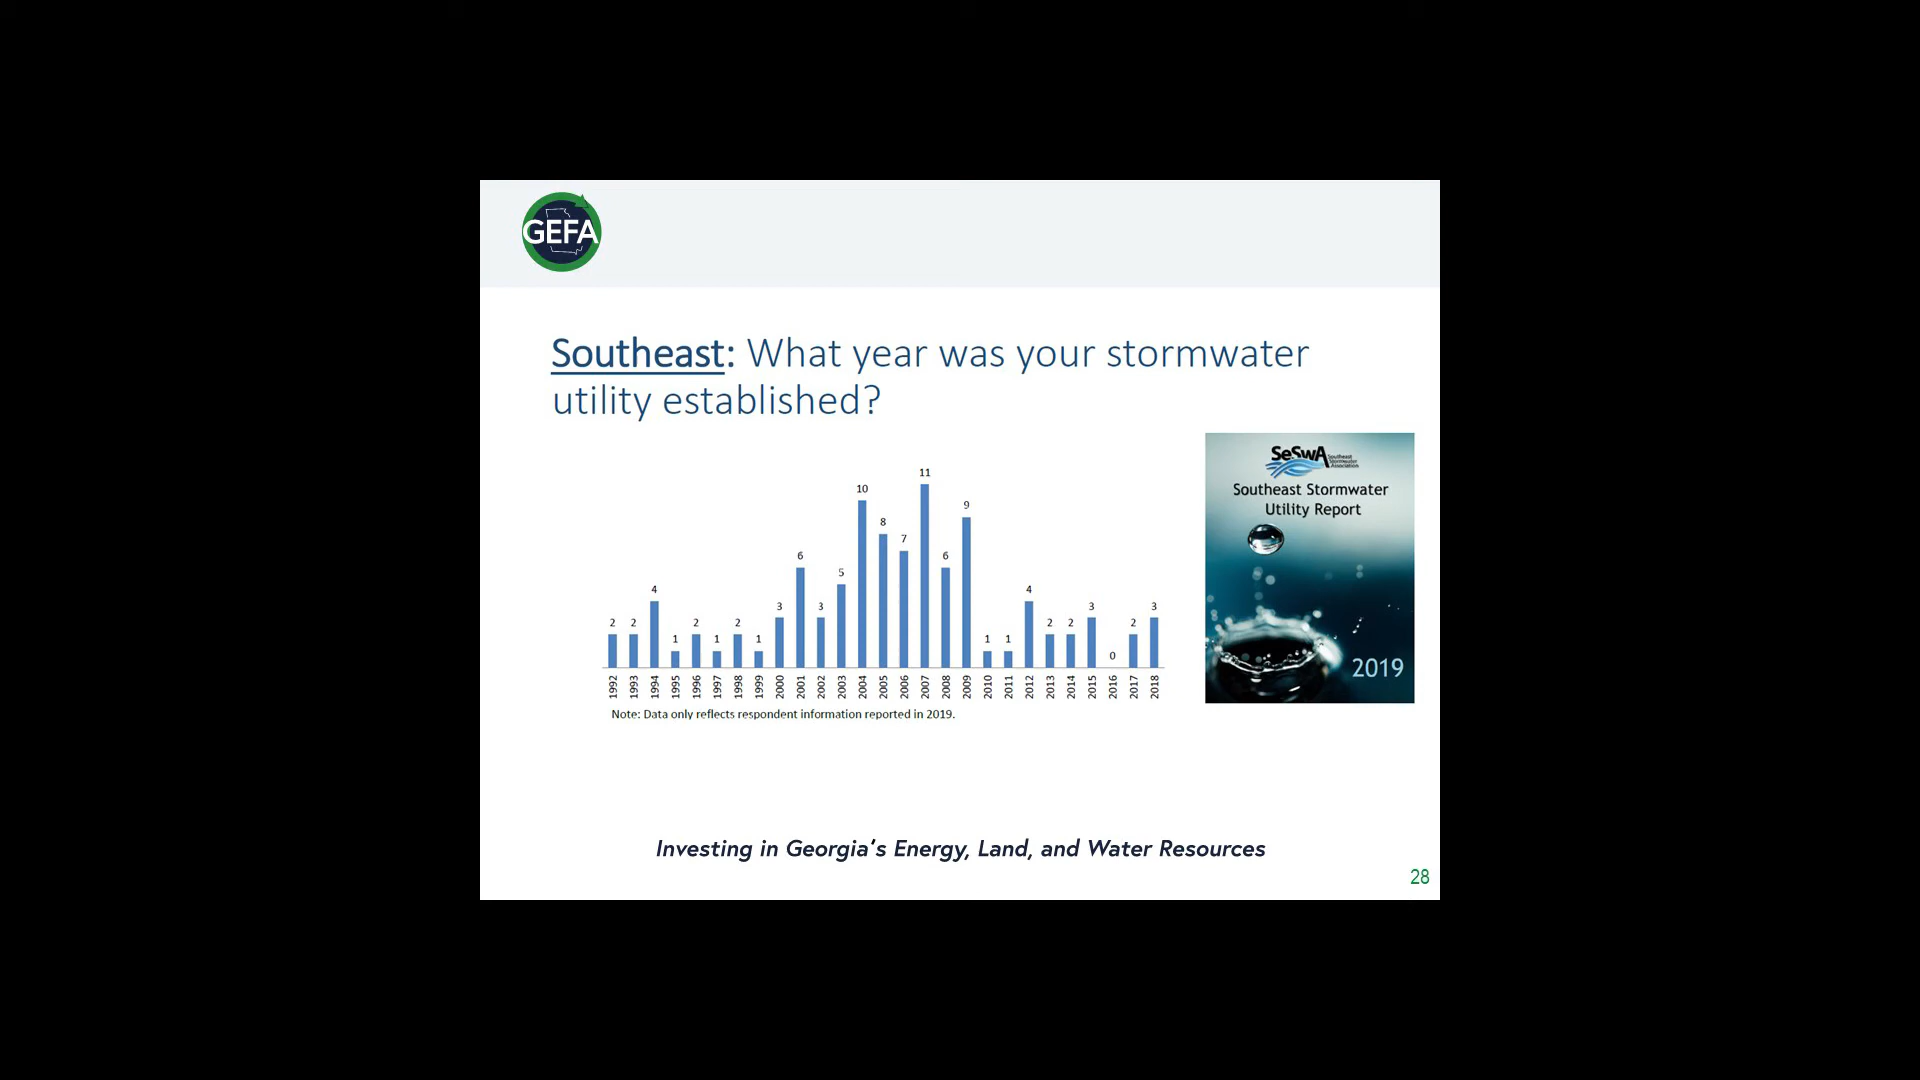 GEFA
Southeast: What year was your stormwater
utility established?
11
10
9
8
7
6
6
5
4
4
3
3
3
3
2 2
2
2
2 2
2
1
1
1
1 1
0
1992 1993 1994 1995 1996 1997 1998 1999 2000 2001 2002 2003 2004 2005 2006 2007 2008 2009 2010 2011 2012 2013 2014 2015 2016 2017 2018
Note: Data only reflects respondent information reported in 2019.
SeSWA Southeast
Stormwater
Association
Southeast Stormwater
Utility Report
2019
Investing in Georgia's Energy, Land, and Water Resources
28